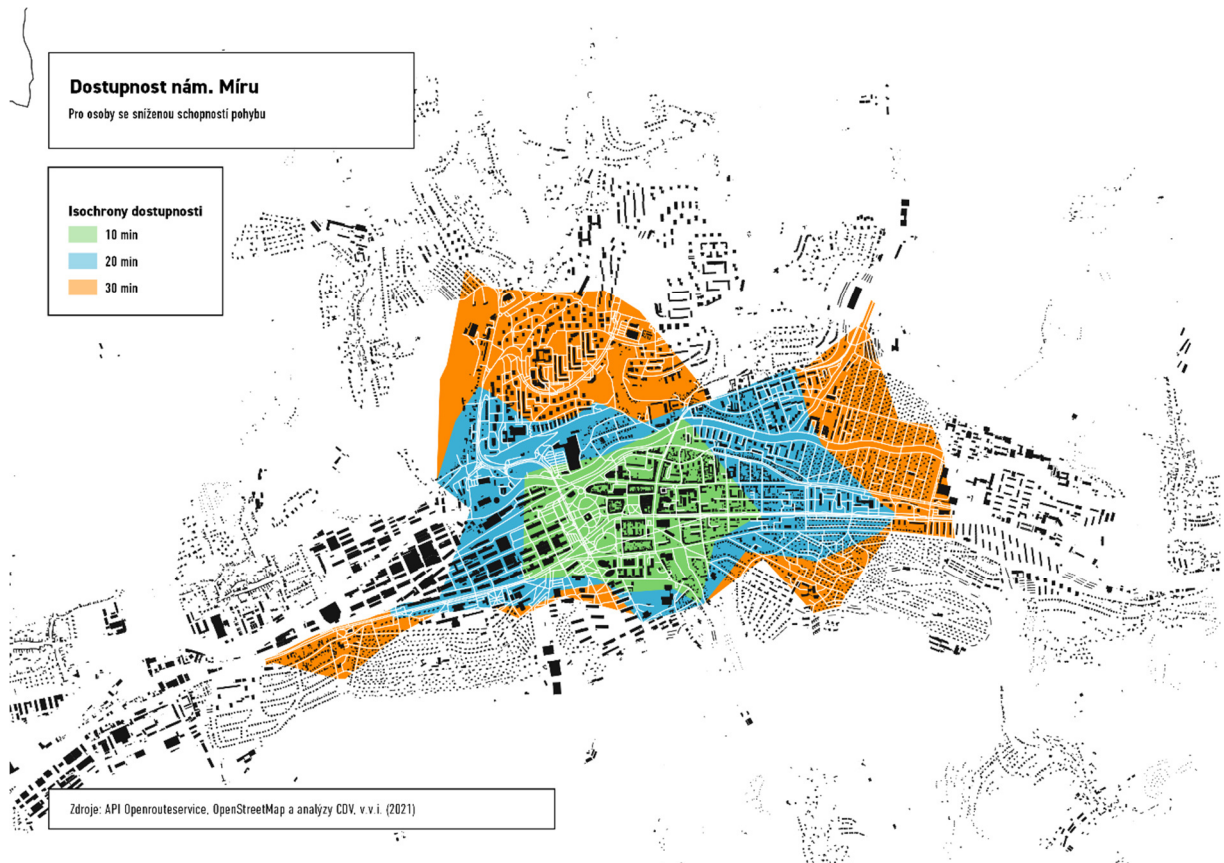 Dostupnost nám. Míru
Pro osoby se sníženou schopností pohybu
Isochrony dostupnosti
10 min
20 min
30 min
Zdroje: API Openrouteservice, OpenStreetMap a analýzy CDV, v.v.i. (2021)